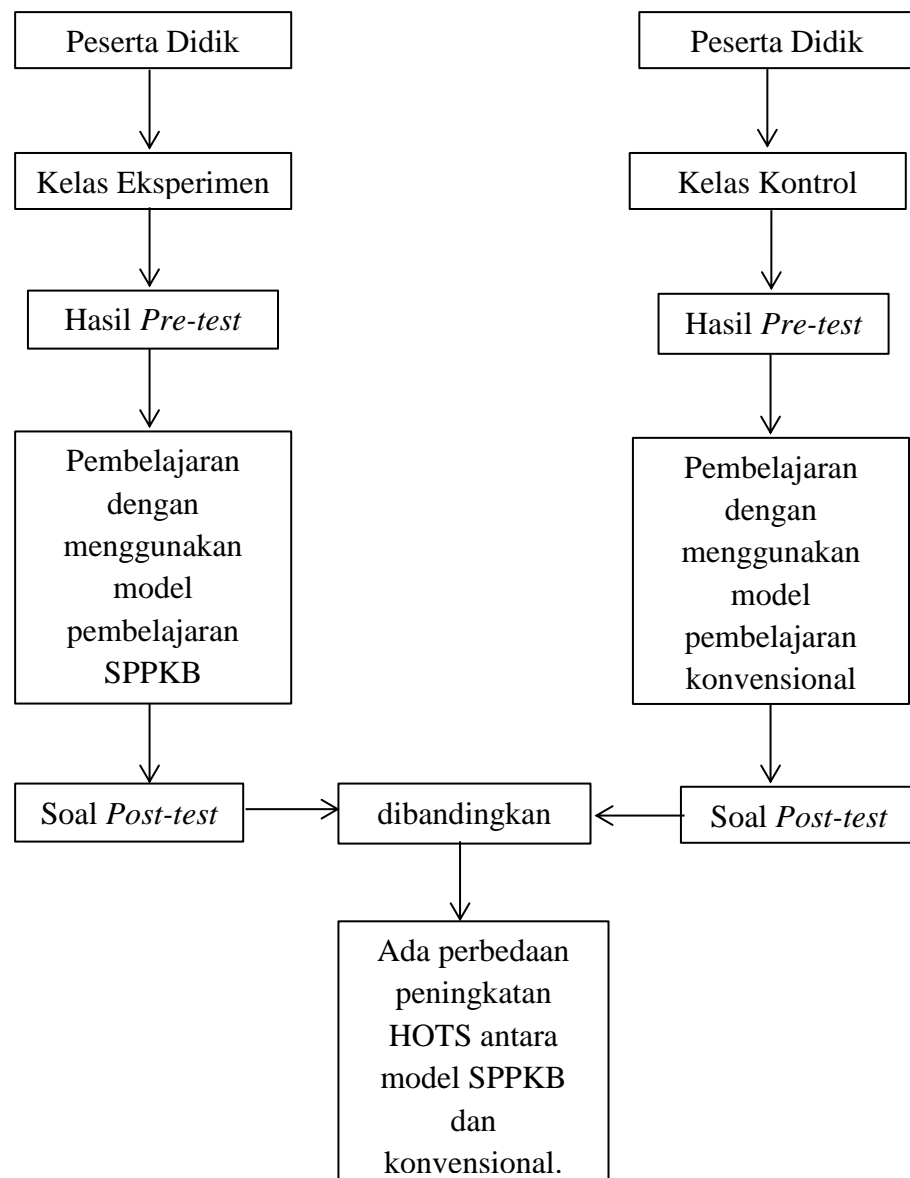 Peserta Didik
Peserta Didik
Kelas Eksperimen
Kelas Kontrol
Hasil Pre-test
Hasil Pre-test
Pembelajaran
dengan
menggunakan
model
pembelajaran
SPPKB
Pembelajaran
dengan
menggunakan
model
pembelajaran
konvensional
Soal Post-test
dibandingkan
Soal Post-test
Ada perbedaan
peningkatan
HOTS antara
model SPPKB
dan
konvensional.